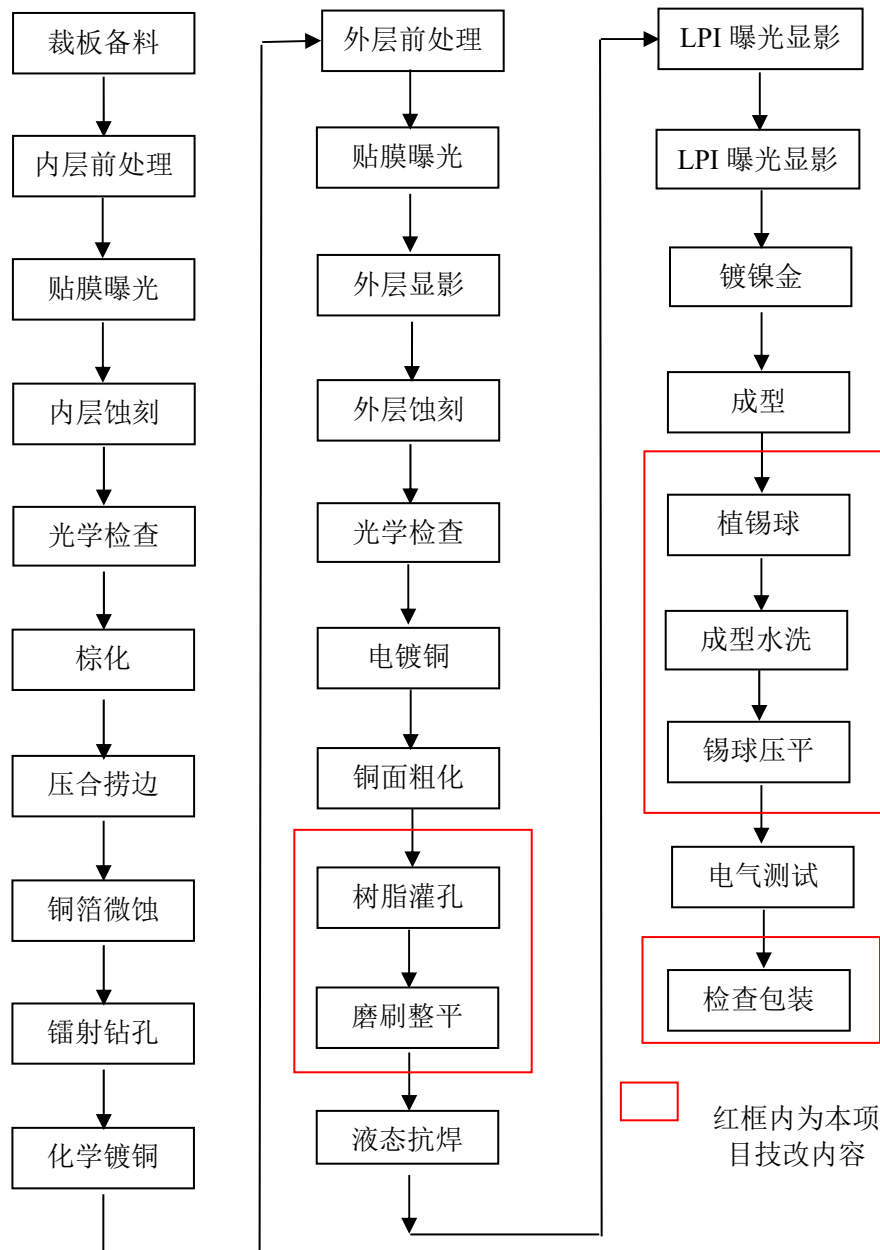 裁板备料
内层前处理
贴膜曝光
内层蚀刻
光学检查
棕化
压合捞边
铜箔微蚀
镭射钻孔
化学镀铜
外层前处理
贴膜曝光
外层显影
外层蚀刻
光学检查
电镀铜
铜面粗化
树脂灌孔
磨刷整平
液态抗焊
LPI 曝光显影
LPI 曝光显影
镀镍金
成型
植锡球
成型水洗
锡球压平
电气测试
检查包装
红框内为本项
目技改内容